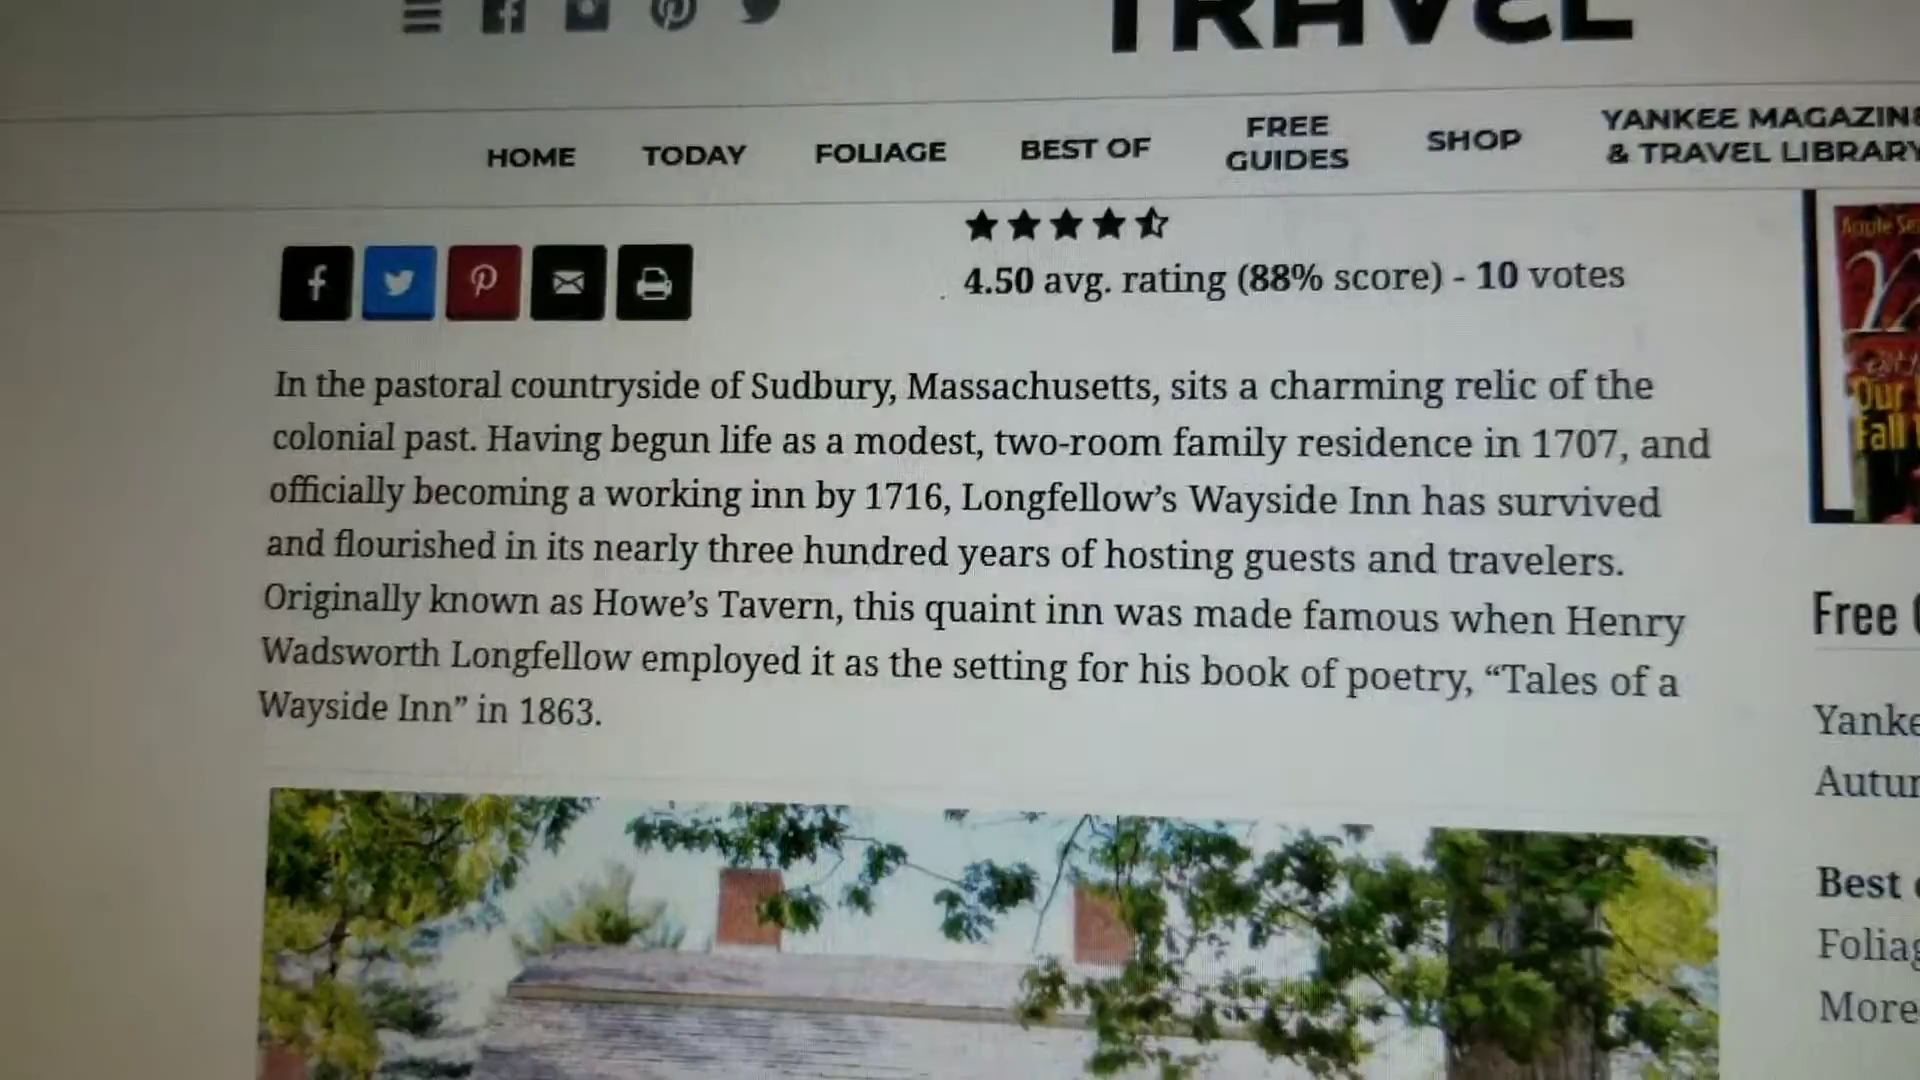 TRAVEL
HOME TODAY FOLIAGE BEST OF FREE GUIDES SHOP YANKEE MAGAZINE & TRAVEL LIBRARY
4.50 avg. rating (88% score) - 10 votes
In the pastoral countryside of Sudbury, Massachusetts, sits a charming relic of the
colonial past. Having begun life as a modest, two-room family residence in 1707, and
officially becoming a working inn by 1716, Longfellow’s Wayside Inn has survived
and flourished in its nearly three hundred years of hosting guests and travelers.
Originally known as Howe’s Tavern, this quaint inn was made famous when Henry
Wadsworth Longfellow employed it as the setting for his book of poetry, “Tales of a
Wayside Inn” in 1863.
Our
Fall
Free
Yanke
Autu
Best
Folia
More